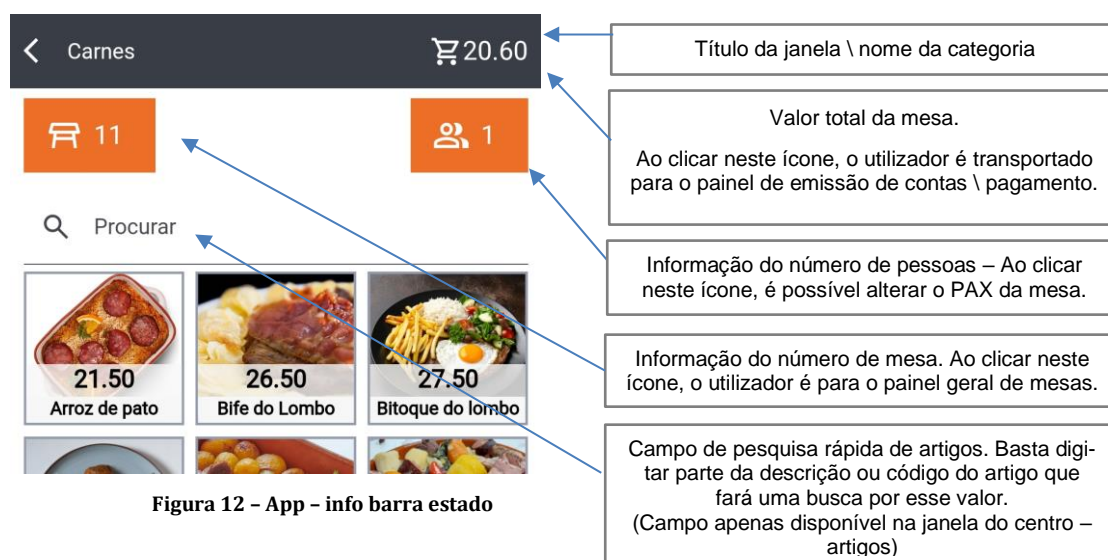 Carnes
20.60
11
1
Procurar
21.50
Arroz de pato
26.50
Bife do Lombo
27.50
Bitoque do lombo
Figura 12 – App – info barra estado
Título da janela \ nome da categoria
Valor total da mesa.
Ao clicar neste ícone, o utilizador é transportado
para o painel de emissão de contas \ pagamento.
Informação do número de pessoas – Ao clicar
neste ícone, é possível alterar o PAX da mesa.
Informação do número de mesa. Ao clicar neste
ícone, o utilizador é para o painel geral de mesas.
Campo de pesquisa rápida de artigos. Basta digi-
tar parte da descrição ou código do artigo que
fará uma busca por esse valor.
(Campo apenas disponível na janela do centro –
artigos)